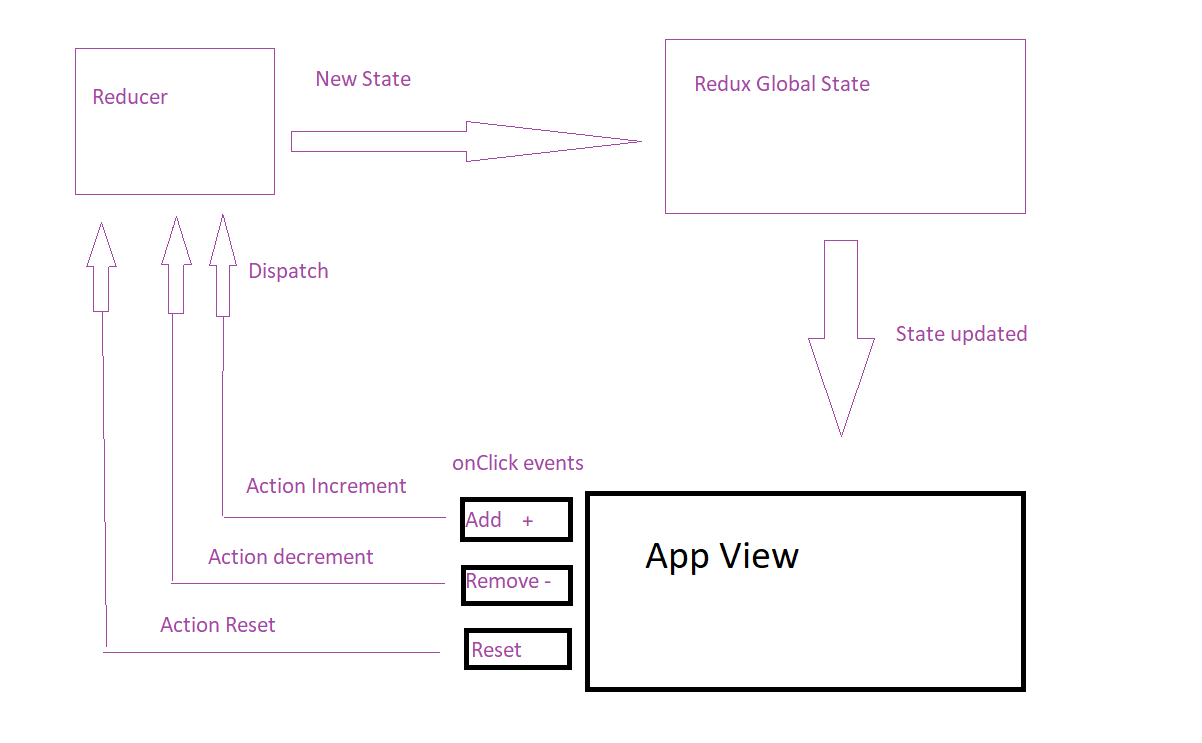 New State
Reducer
Redux Global State
Dispatch
State updated
onClick events
Action Increment
Add +
App View
Action decrement
Remove -
Action Reset
Reset